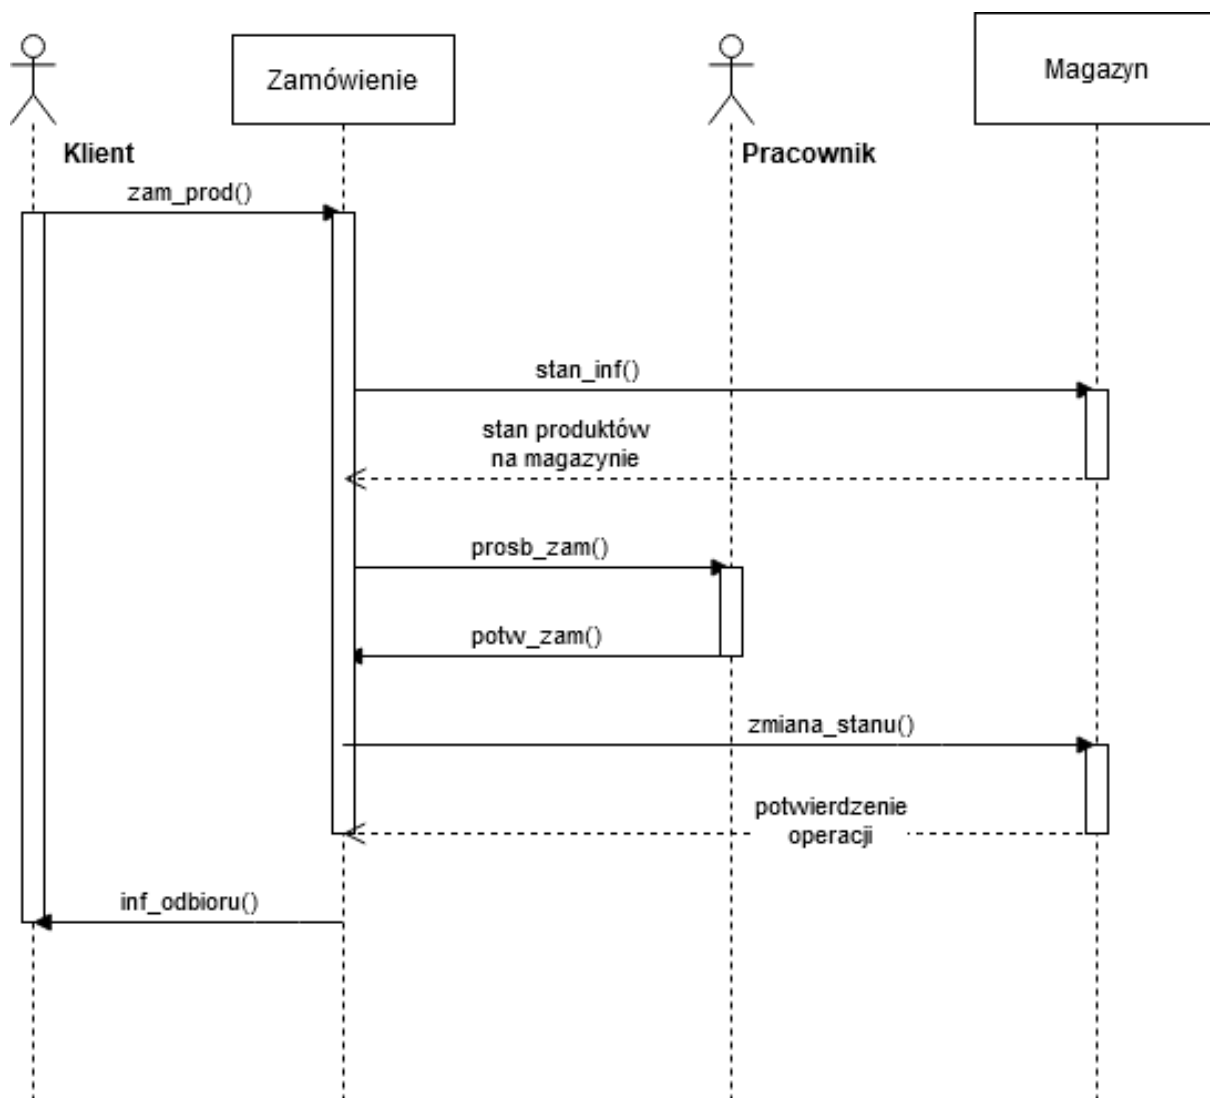 Zamówienie
Magazyn
Klient
Pracownik
zam_prod()
stan_inf()
stan produktów
na magazynie
prosb_zam()
potw_zam()
zmiana_stanu()
potwierdzenie
operacji
inf_odbioru()